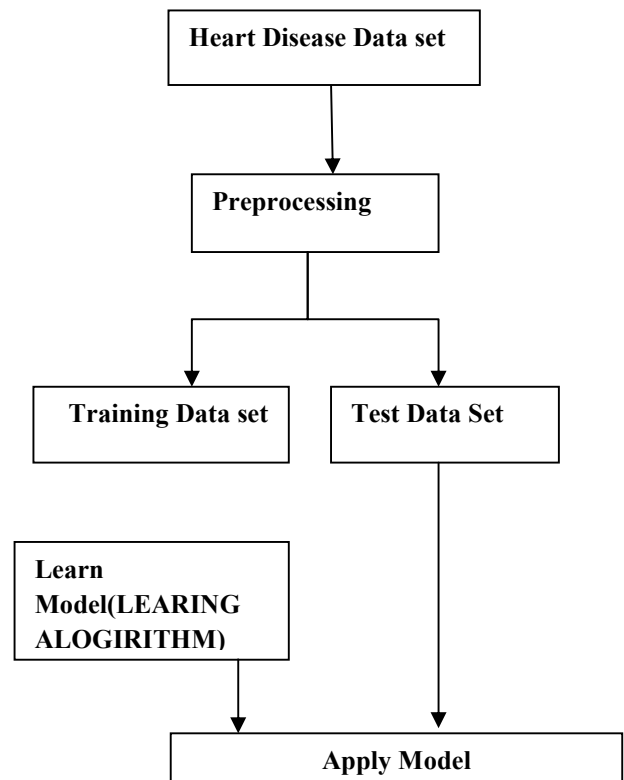 Heart Disease Data set
Preprocessing
Training Data set
Test Data Set
Learn
Model(LEARING
ALOGIRITHM)
Apply Model